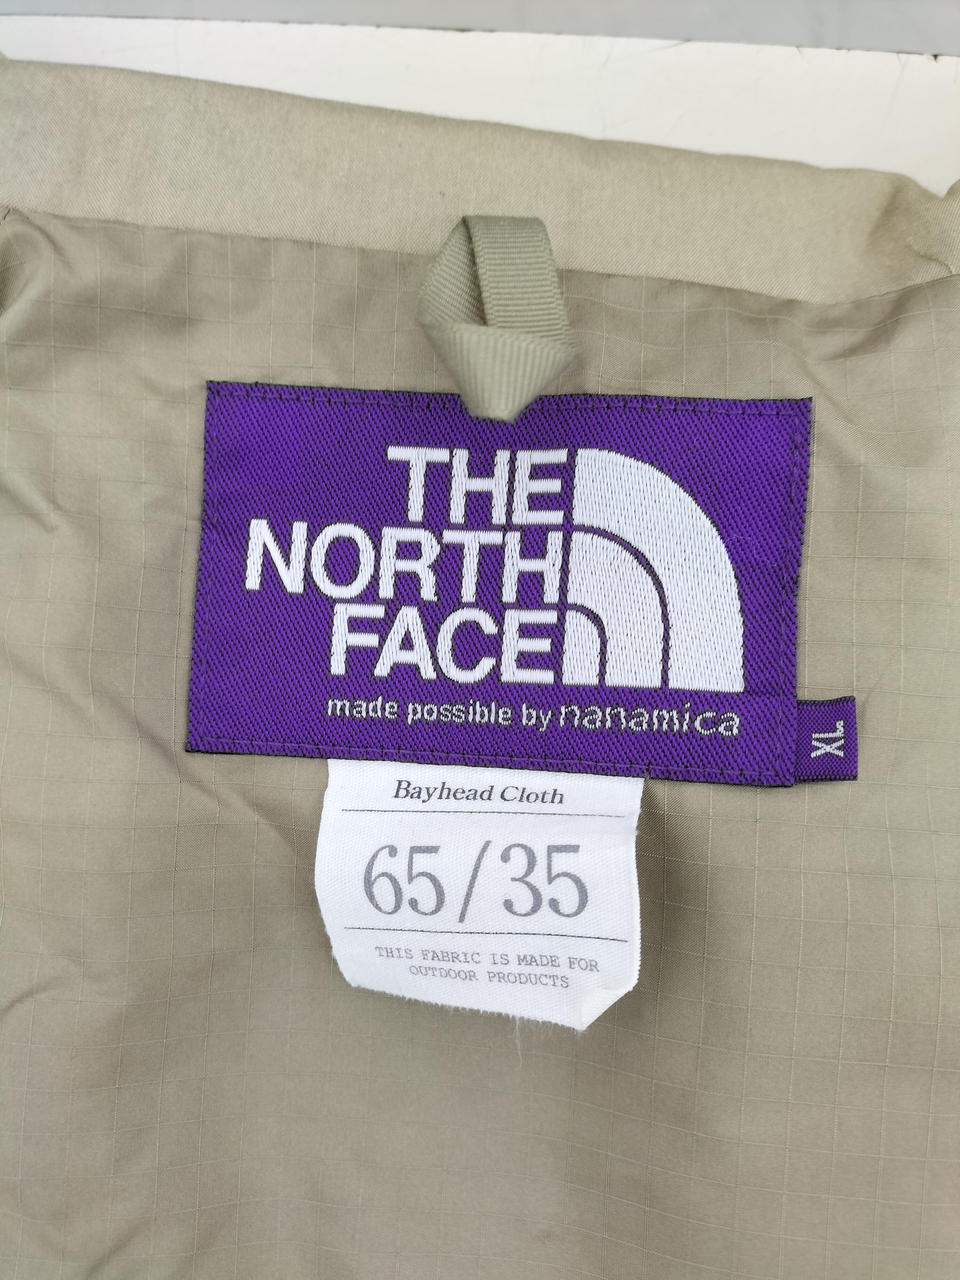 THE
NORTH
FACE
made possible by nanamica
XL
Bayhead Cloth
65/35
THIS FABRIC IS MADE FOR
OUTDOOR PRODUCTS